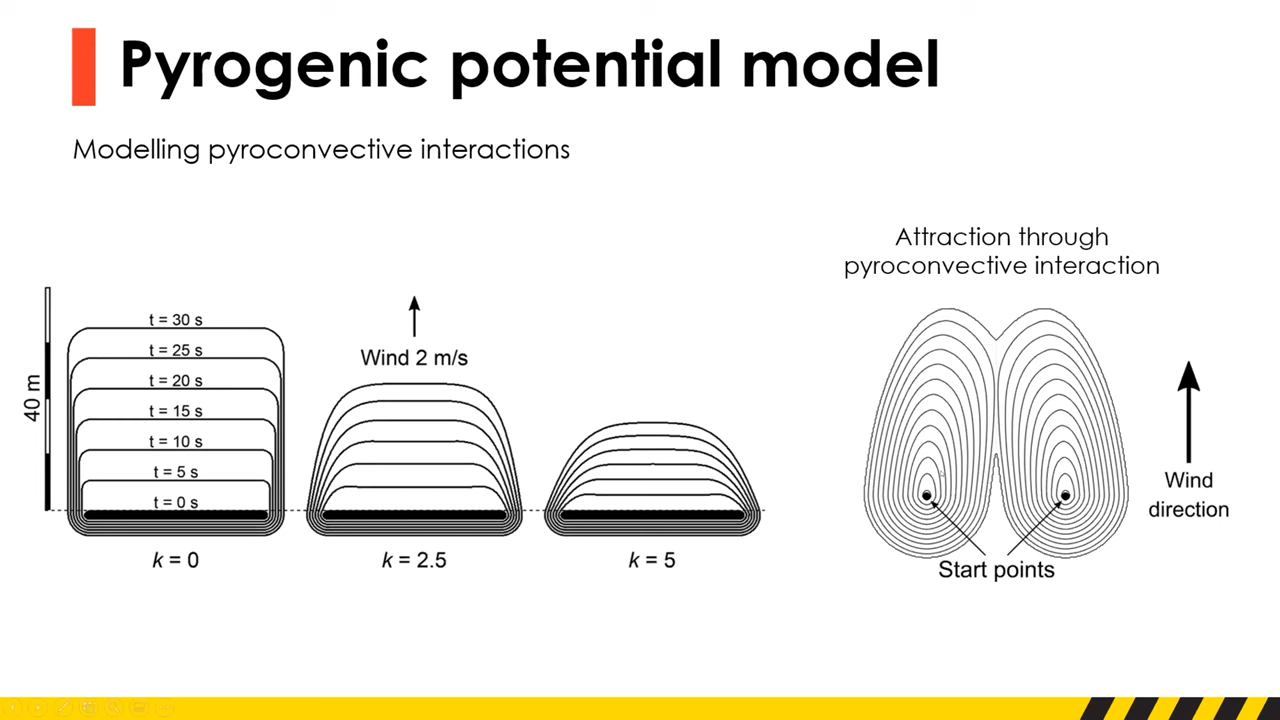 Pyrogenic potential model
Modelling pyroconvective interactions
40 m
t = 30 s
t = 25 s
t = 20 s
t = 15 s
t = 10 s
t = 5 s
t = 0 s
k = 0
Wind 2 m/s
k = 2.5
k = 5
Attraction through
pyroconvective interaction
Wind
direction
Start points